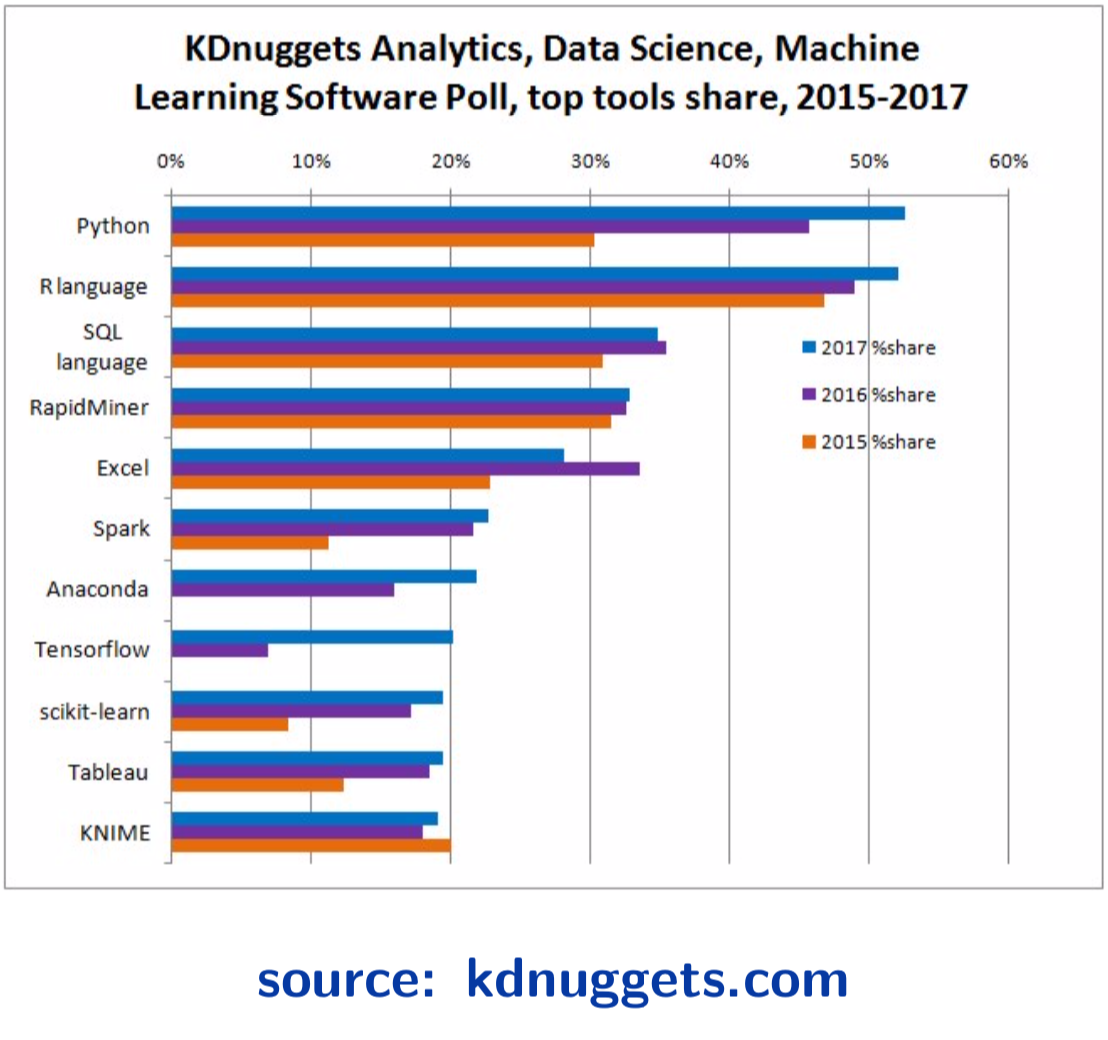 KDnuggets Analytics, Data Science, Machine
Learning Software Poll, top tools share, 2015-2017
0% 10% 20% 30% 40% 50% 60%
Python
R language
SQL
language
2017 %share
RapidMiner
2016 %share
2015 %share
Excel
Spark
Anaconda
Tensorflow
scikit-learn
Tableau
KNIME
source: kdnuggets.com